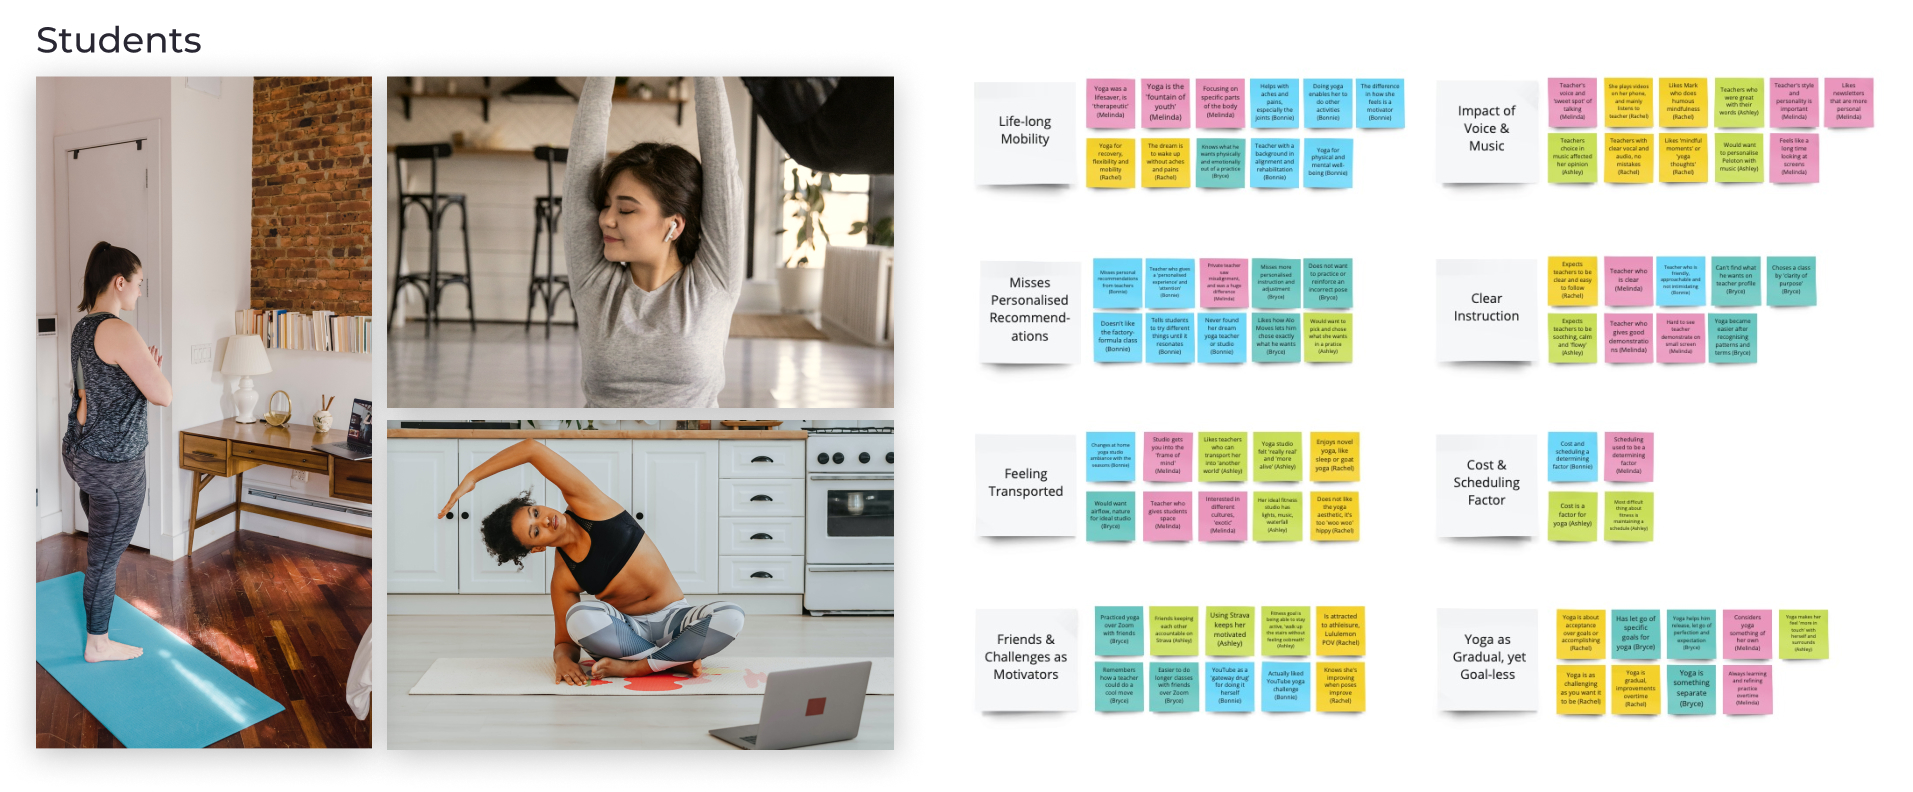 Students
Life-long
Mobility
Yoga was a
lifesaver, is
'therapeutic'
(Melinda)
Yoga is the
'fountain of
youth'
(Melinda)
Focusing on
specific parts
of the body
(Melinda)
Helps with
aches and
pains,
especially the
joints (Bonnie)
Doing yoga
enables her to
do other
activities
(Bonnie)
The difference
in how she
feels is a
motivator
(Bonnie)
Yoga for
recovery,
flexibility and
mobility
(Rachel)
The dream is
to wake up
without aches
and pains
(Rachel)
Knows what he
wants physically
and emotionally
out of a practice
(Bryce)
Teacher with a
background in
alignment and
rehabilitation
(Bonnie)
Yoga for
physical and
mental well-
being (Bonnie)
Impact of
Voice &
Music
Teacher's
voice and
'sweet spot' of
talking
(Melinda)
She plays videos
on her phone,
and mainly
listens to
teacher (Rachel)
Likes Mark
who does
humous
mindfulness
(Rachel)
Teachers who
were great
with their
words (Ashley)
Teacher's style
and
personality is
important
(Melinda)
Likes
newsletters
that are more
personal
(Melinda)
Teachers
choice in
music affected
her opinion
(Ashley)
Teachers with
clear vocal and
audio, no
mistakes
(Rachel)
Likes 'mindful
moments' or
'yoga
thoughts'
(Rachel)
Would want
to personalise
Peloton with
music (Ashley)
Feels like a
long time
looking at
screens
(Melinda)
Misses
Personalised
Recommend-
ations
Misses personal
recommendations
from teachers
(Bonnie)
Teacher who gives
a 'personalised
experience' and
'attention'
(Bonnie)
Private teacher
saw
misalignment,
and was a huge
difference
(Melinda)
Misses more
personalised
instruction and
adjustment
(Bryce)
Does not want
to practice or
reinforce an
incorrect pose
(Bryce)
Doesn't like
the factory-
formula class
(Bonnie)
Tells students
to try different
things until it
resonates
(Bonnie)
Never found
her dream
yoga teacher
or studio
(Bonnie)
Likes how Alo
Moves lets him
chose exactly
what he wants
(Bryce)
Would want to
pick and chose
what she wants
in a pratice
(Ashley)
Clear
Instruction
Expects
teachers to be
clear and easy
to follow
(Rachel)
Teacher who
is clear
(Melinda)
Teacher who is
friendly,
approachable and
not intimidating
(Bonnie)
Can't find what
he wants on
teacher profile
(Bryce)
Choses a class
by 'clarity of
purpose'
(Bryce)
Expects
teachers to be
soothing, calm
and 'flowy'
(Ashley)
Teacher who
gives good
demonstratio
ns (Melinda)
Hard to see
teacher
demonstrate on
small screen
(Melinda)
Yoga became
easier after
recognising
patterns and
terms (Bryce)
Feeling
Transported
Changes at home
yoga studio
ambiance with the
seasons (Bonnie)
Studio gets
you into the
'frame of
mind'
(Melinda)
Likes teachers
who can
transport her
into 'another
world' (Ashley)
Yoga studio
felt 'really real'
and 'more
alive' (Ashley)
Enjoys novel
yoga, like
sleep or goat
yoga (Rachel)
Would want
airflow, nature
for ideal studio
(Bryce)
Teacher who
gives students
space
(Melinda)
Interested in
different
cultures,
'exotic'
(Melinda)
Her ideal fitness
studio has
lights, music,
waterfall
(Ashley)
Does not like
the yoga
aesthetic, it's
too 'woo woo'
hippy (Rachel)
Cost &
Scheduling
Factor
Cost and
scheduling a
determining
factor (Bonnie)
Scheduling
used to be a
determining
factor
(Melinda)
Cost is a
factor for
yoga (Ashley)
Most difficult
thing about
fitness is
maintaining a
schedule (Ashley)
Friends &
Challenges as
Motivators
Practiced yoga
over Zoom
with friends
(Bryce)
Friends keeping
each other
accountable on
Strava (Ashley)
Using Strava
keeps her
motivated
(Ashley)
Fitness goal is
being able to stay
active, 'walk up
the stairs without
feeling outbreath'
(Ashley)
Is attracted
to athleisure,
Lululemon
POV (Rachel)
Remembers
how a teacher
could do a
cool move
(Bryce)
Easier to do
longer classes
with friends
over Zoom
(Bryce)
YouTube as a
'gateway drug'
for doing it
herself
(Bonnie)
Actually liked
YouTube yoga
challenge
(Bonnie)
Knows she's
improving
when poses
improve
(Rachel)
Yoga as
Gradual, yet
Goal-less
Yoga is about
acceptance
over goals or
accomplishing
(Rachel)
Has let go of
specific
goals for
yoga (Bryce)
Yoga helps him
release, let go of
perfection and
expectation
(Bryce)
Considers
yoga
something of
her own
(Melinda)
Yoga makes her
feel 'more in
touch' with
herself and
surrounds
(Ashley)
Yoga is as
challenging
as you want it
to be (Rachel)
Yoga is
gradual,
improvements
overtime
(Rachel)
Yoga is
something
separate
(Bryce)
Always learning
and refining
practice
overtime
(Melinda)